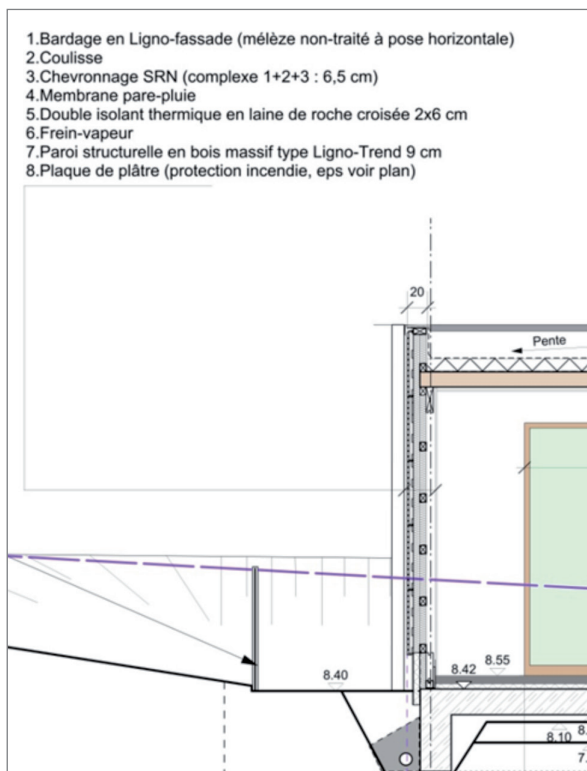 1.Bardage en Ligno-fassade (mélèze non-traité à pose horizontale)
2.Coulisse
3.Chevronnage SRN (complexe 1+2+3 : 6,5 cm)
4.Membrane pare-pluie
5.Double isolant thermique en laine de roche croisée 2x6 cm
6.Frein-vapeur
7.Paroi structurelle en bois massif type Ligno-Trend 9 cm
8.Plaque de plâtre (protection incendie, eps voir plan)
20
Pente
8.40
8.42
8.55
8.10
8.
7.